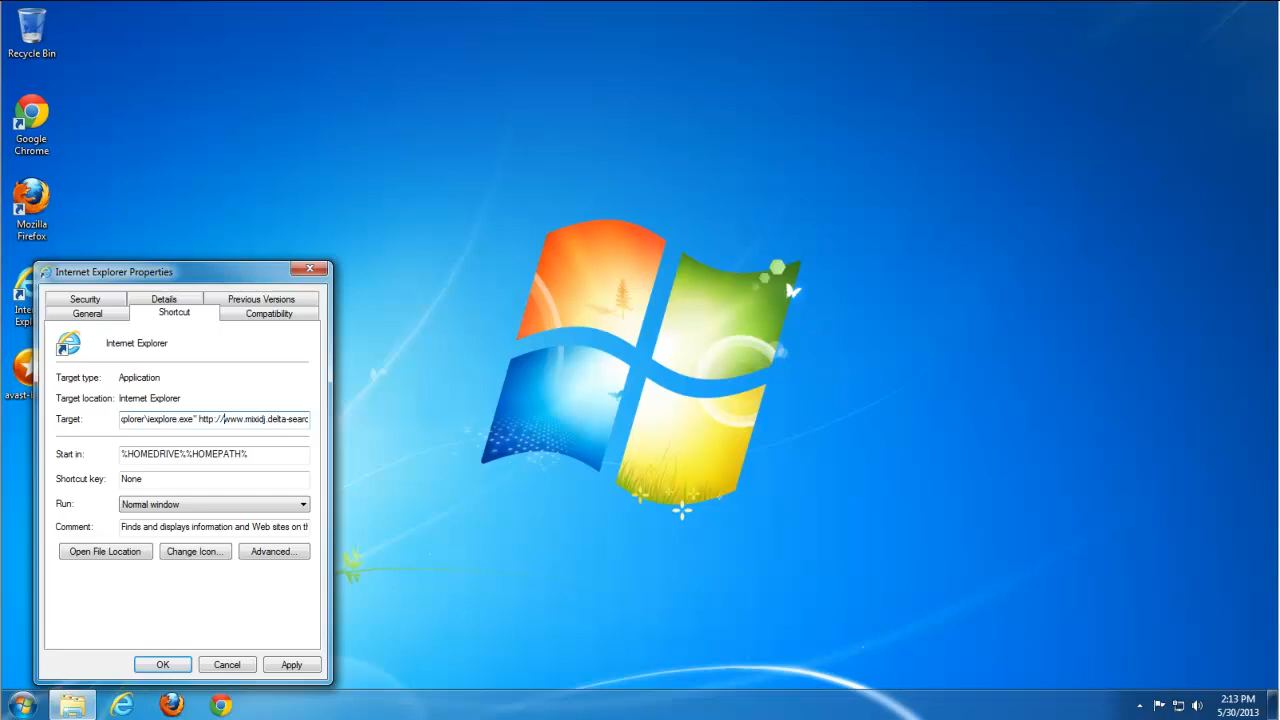 Recycle Bin
Google
Chrome
Mozilla
Firefox
Internet Explorer Properties
Security
Details
Previous Versions
General
Shortcut
Compatibility
Internet Explorer
Target type:
Application
Target location:
Internet Explorer
Target:
xplorer\iexplore.exe" http://www.mixidj.delta-searc
Start in:
%HOMEDRIVE%%HOMEPATH%
Shortcut key:
None
Run:
Normal window
Comment:
Finds and displays information and Web sites on th
Open File Location
Change Icon...
Advanced...
OK
Cancel
Apply
2:13 PM
5/30/2013